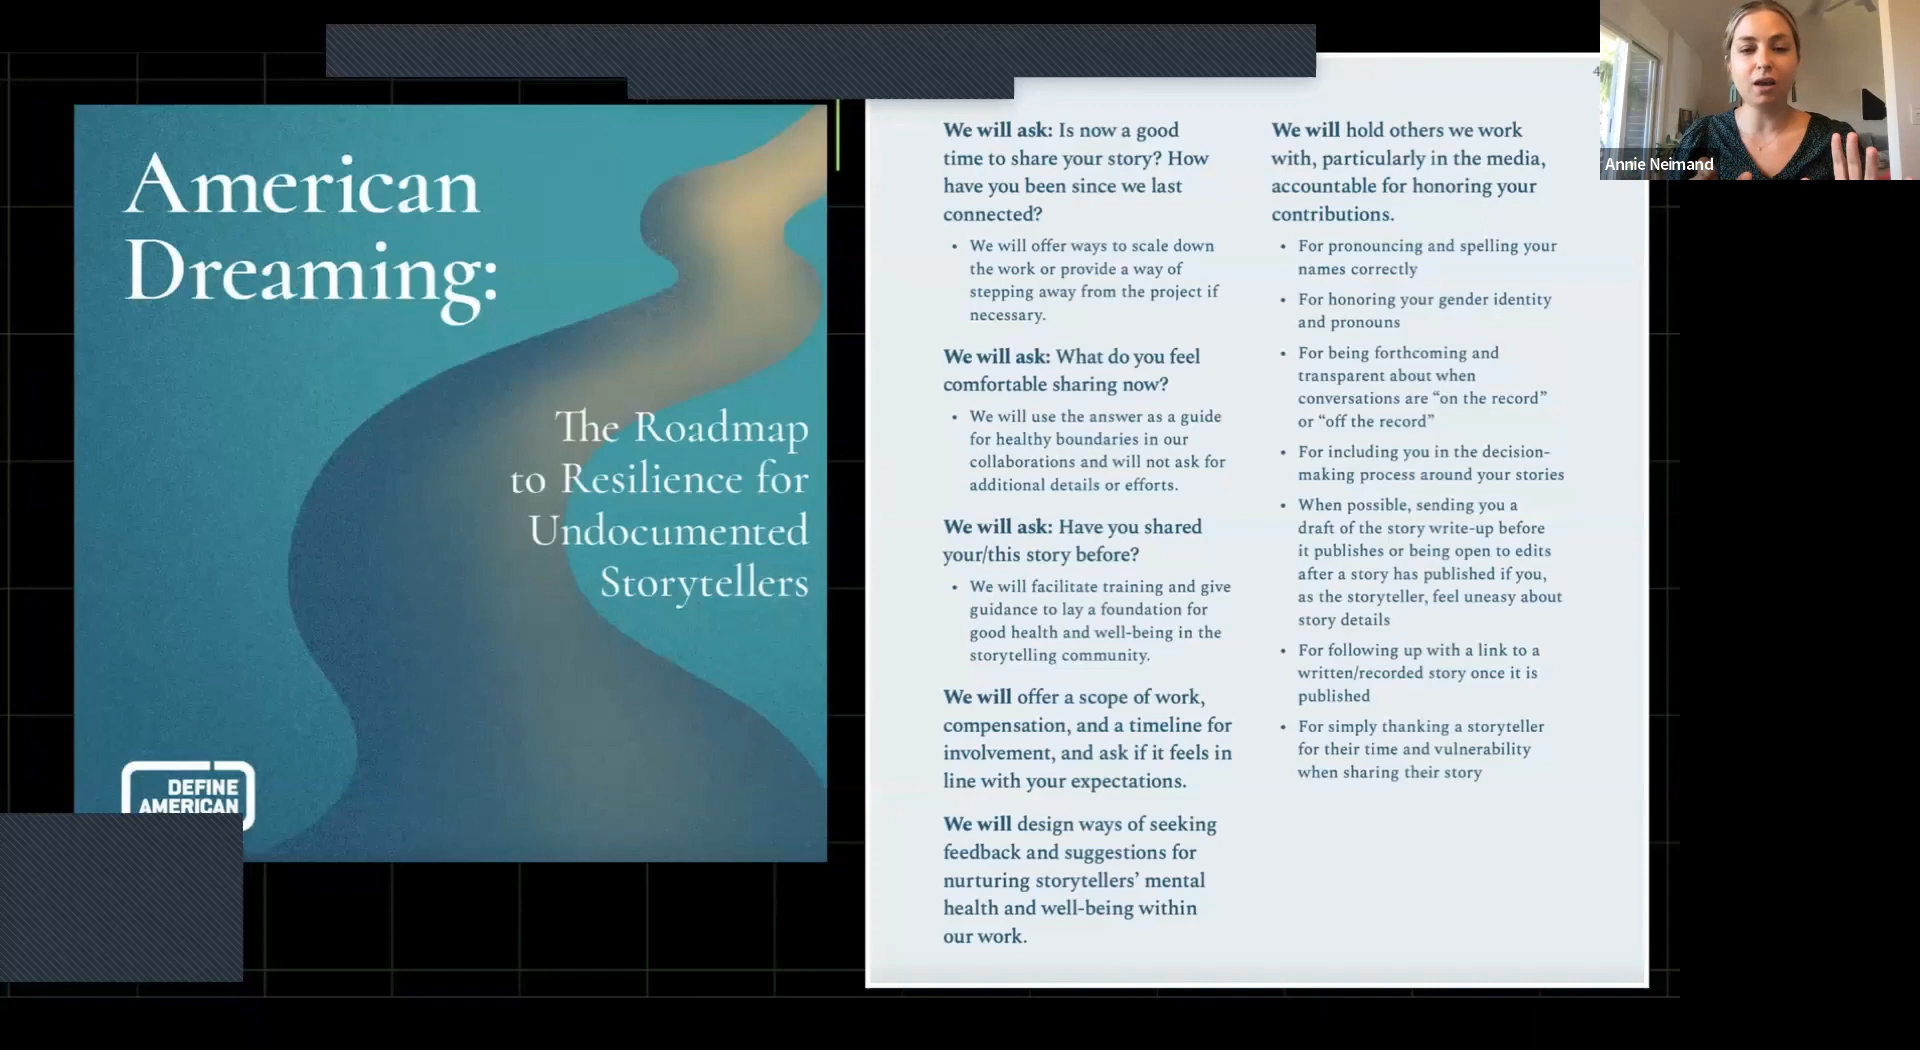 American
Dreaming:
The Roadmap
to Resilience for
Undocumented
Storytellers
DEFINE
AMERICAN
4
We will ask: Is now a good
time to share your story? How
have you been since we last
connected?
• We will offer ways to scale down
the work or provide a way of
stepping away from the project if
necessary.
We will ask: What do you feel
comfortable sharing now?
• We will use the answer as a guide
for healthy boundaries in our
collaborations and will not ask for
additional details or efforts.
We will ask: Have you shared
your/this story before?
• We will facilitate training and give
guidance to lay a foundation for
good health and well-being in the
storytelling community.
We will offer a scope of work,
compensation, and a timeline for
involvement, and ask if it feels in
line with your expectations.
We will design ways of seeking
feedback and suggestions for
nurturing storytellers’ mental
health and well-being within
our work.
We will hold others we work
with, particularly in the media,
accountable for honoring your
contributions.
• For pronouncing and spelling your
names correctly
• For honoring your gender identity
and pronouns
• For being forthcoming and
transparent about when
conversations are “on the record”
or “off the record”
• For including you in the decision-
making process around your stories
• When possible, sending you a
draft of the story write-up before
it publishes or being open to edits
after a story has published if you,
as the storyteller, feel uneasy about
story details
• For following up with a link to a
written/recorded story once it is
published
• For simply thanking a storyteller
for their time and vulnerability
when sharing their story
Annie Neimand